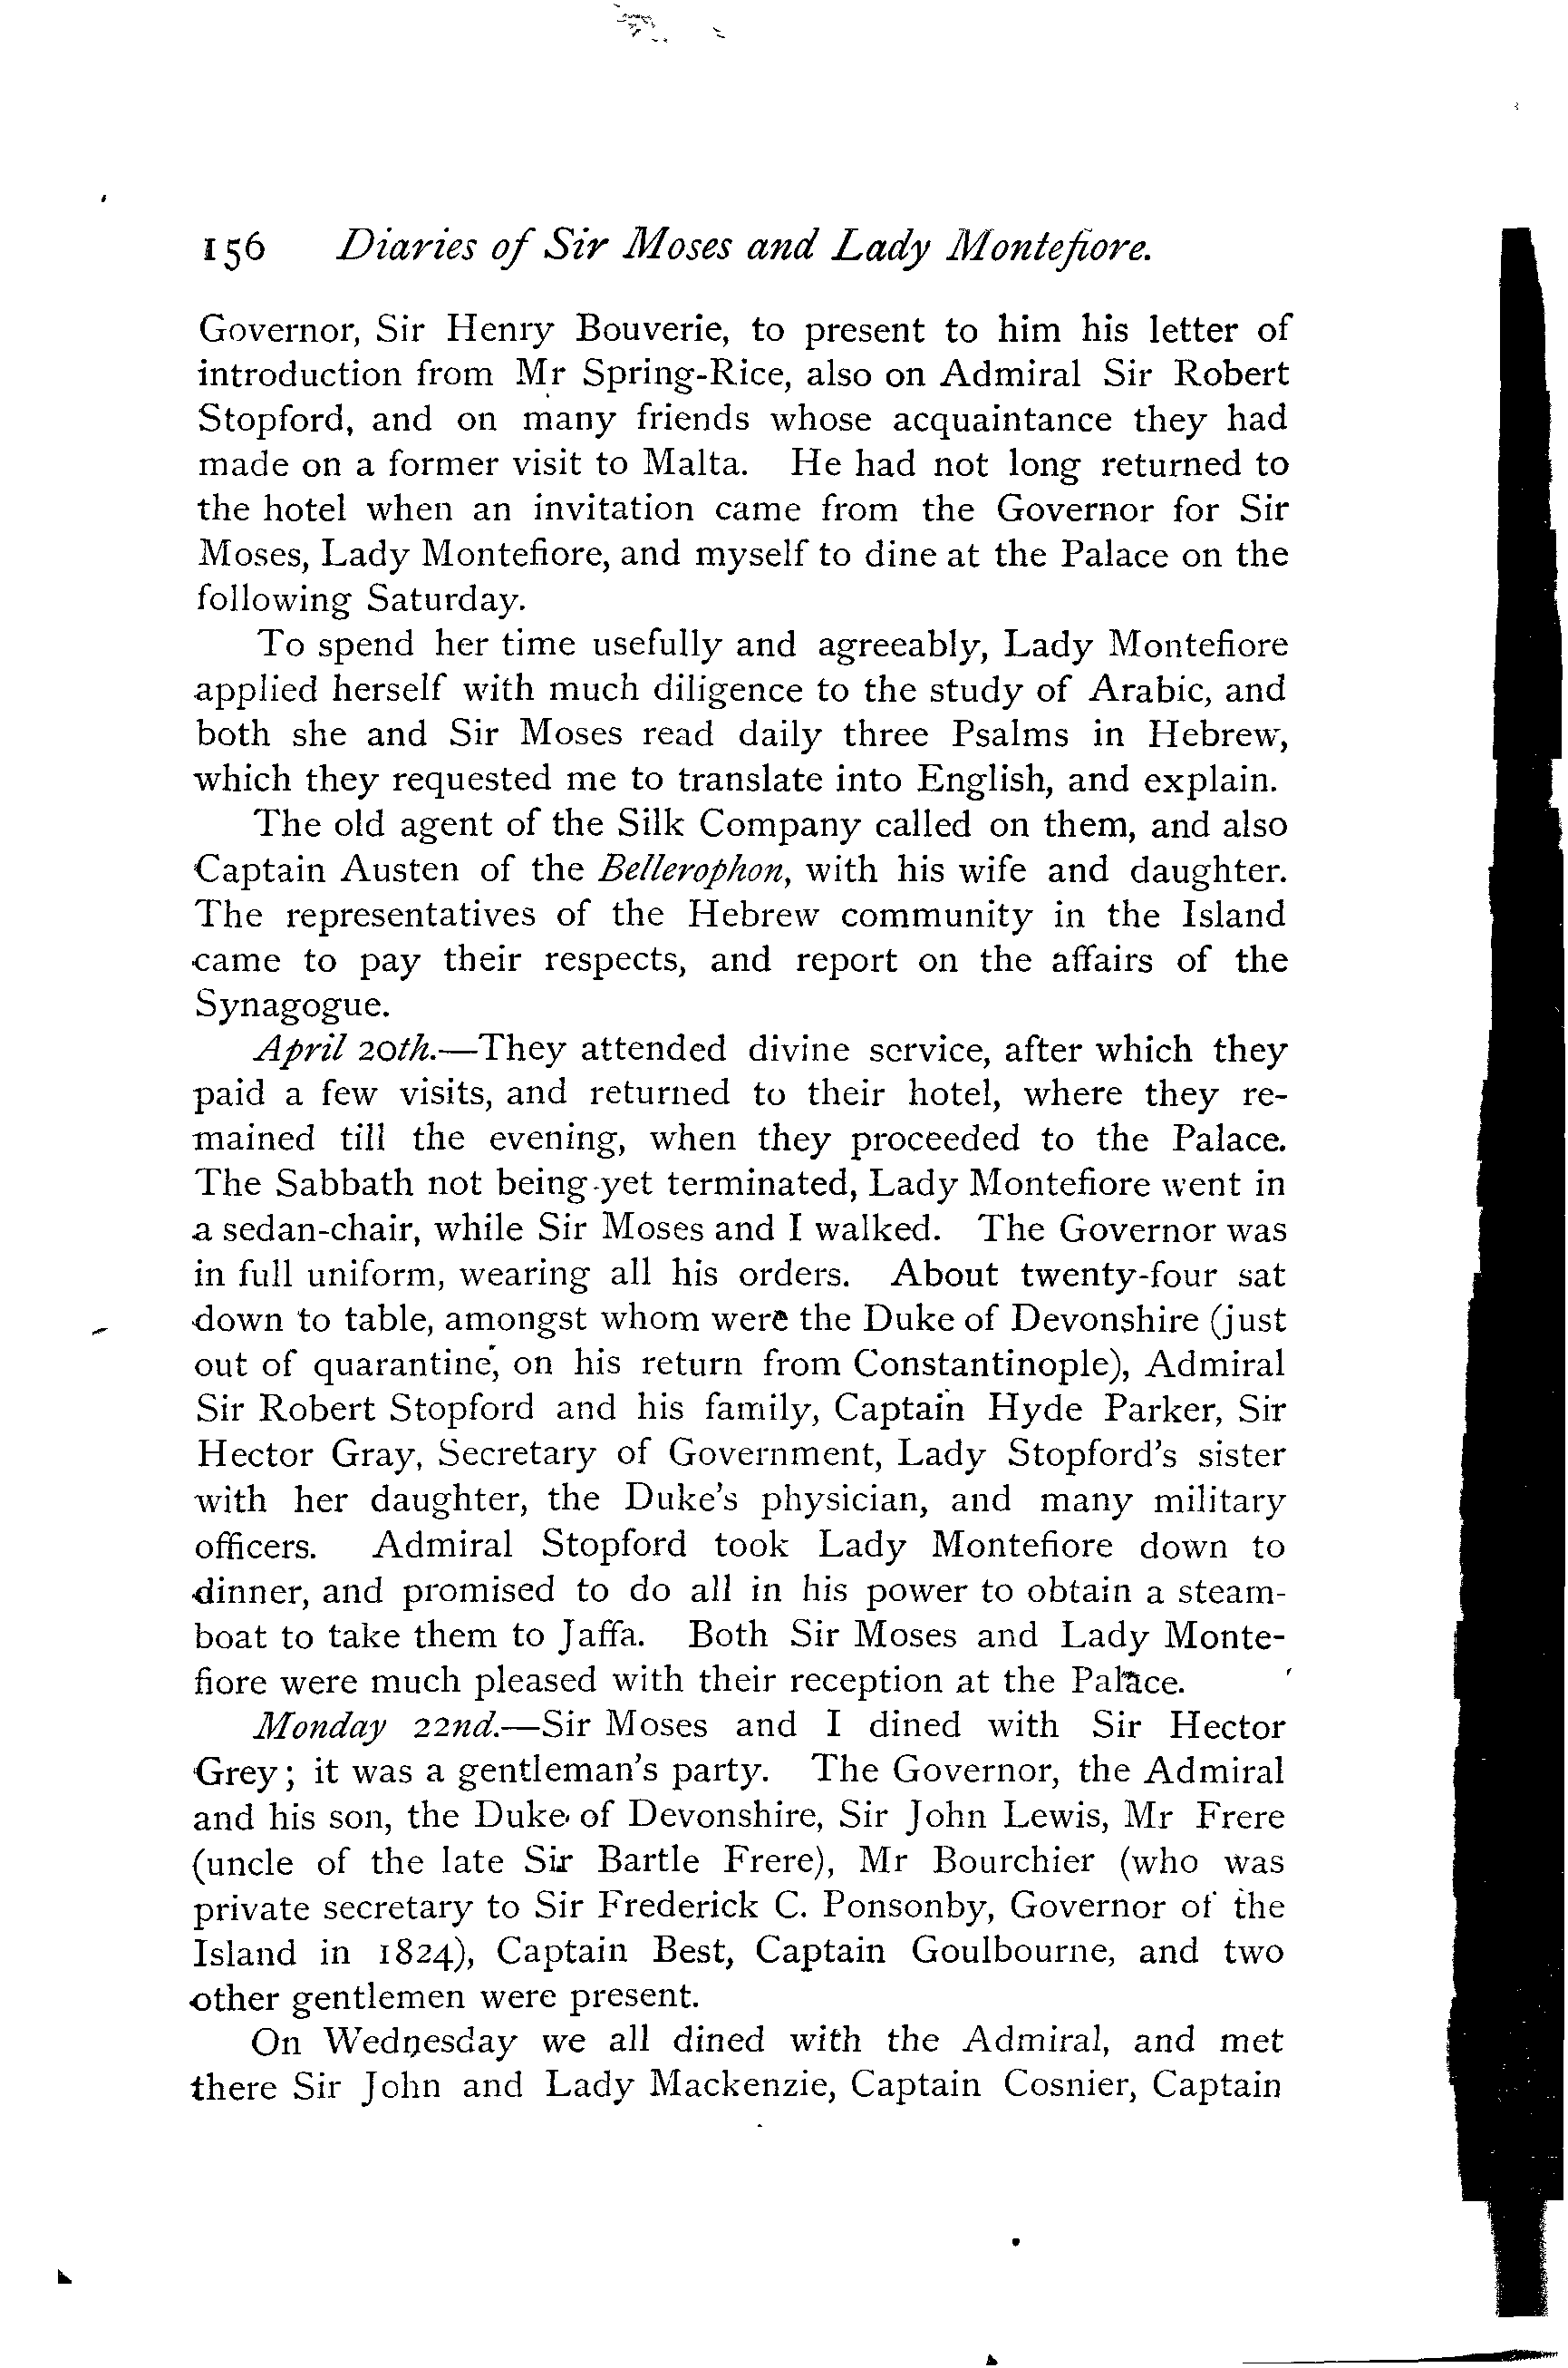 156 Diaries of Sir Moses and Lady Montefiore.
Governor, Sir Henry Bouverie, to present to him his letter of
introduction from Mr Spring-Rice, also on Admiral Sir Robert
Stopford, and on many friends whose acquaintance they had
made on a former visit to Malta. He had not long returned to
the hotel when an invitation came from the Governor for Sir
Moses, Lady Montefiore, and myself to dine at the Palace on the
following Saturday.
To spend her time usefully and agreeably, Lady Montefiore
applied herself with much diligence to the study of Arabic, and
both she and Sir Moses read daily three Psalms in Hebrew,
which they requested me to translate into English, and explain.
The old agent of the Silk Company called on them, and also
Captain Austen of the Bellerophon, with his wife and daughter.
The representatives of the Hebrew community in the Island
came to pay their respects, and report on the affairs of the
Synagogue.
April 20th.—They attended divine service, after which they
paid a few visits, and returned to their hotel, where they re-
mained till the evening, when they proceeded to the Palace.
The Sabbath not being yet terminated, Lady Montefiore went in
a sedan-chair, while Sir Moses and I walked. The Governor was
in full uniform, wearing all his orders. About twenty-four sat
down to table, amongst whom were the Duke of Devonshire (just
out of quarantine, on his return from Constantinople), Admiral
Sir Robert Stopford and his family, Captain Hyde Parker, Sir
Hector Gray, Secretary of Government, Lady Stopford's sister
with her daughter, the Duke's physician, and many military
officers. Admiral Stopford took Lady Montefiore down to
dinner, and promised to do all in his power to obtain a steam-
boat to take them to Jaffa. Both Sir Moses and Lady Monte-
fiore were much pleased with their reception at the Palace.
Monday 22nd.—Sir Moses and I dined with Sir Hector
Grey; it was a gentleman's party. The Governor, the Admiral
and his son, the Duke of Devonshire, Sir John Lewis, Mr Frere
(uncle of the late Sir Bartle Frere), Mr Bourchier (who was
private secretary to Sir Frederick C. Ponsonby, Governor of the
Island in 1824), Captain Best, Captain Goulbourne, and two
other gentlemen were present.
On Wednesday we all dined with the Admiral, and met
there Sir John and Lady Mackenzie, Captain Cosnier, Captain